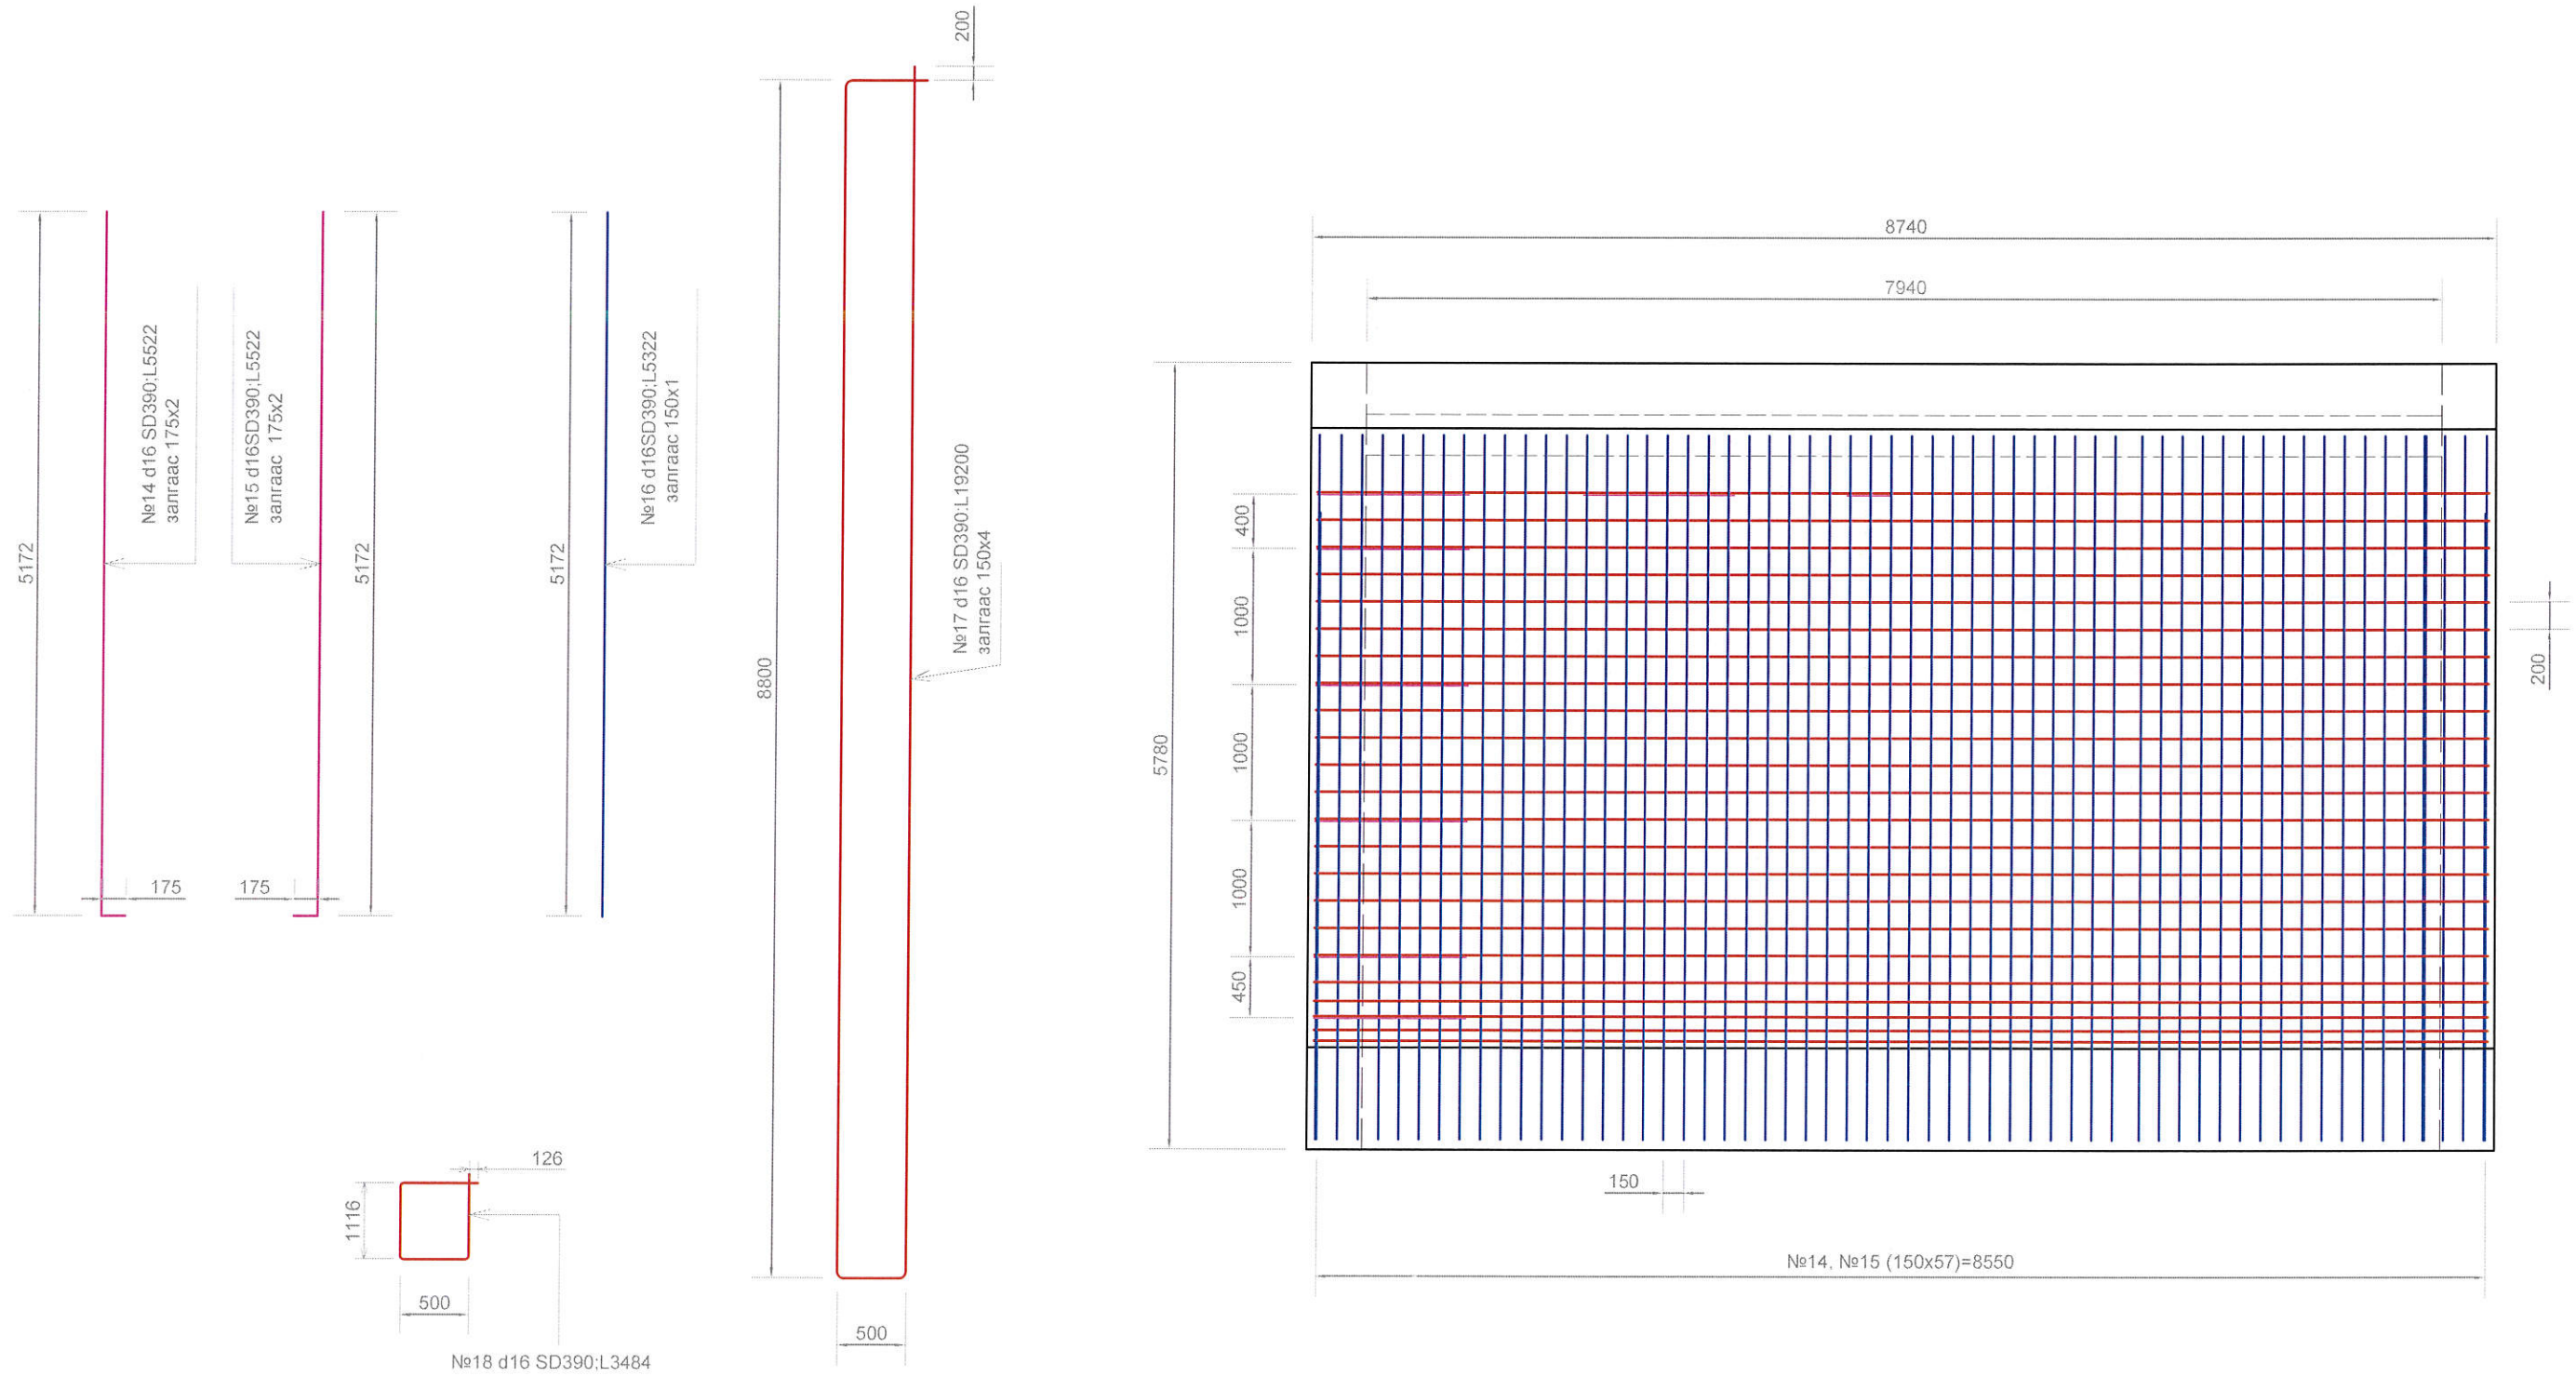 200
8740
7940
5172
№14 d16 SD390;L5522
залгаас 175x2
№15 d16SD390;L5522
залгаас 175x2
5172
5172
№16 d16SD390;L5322
залгаас 150x1
8800
№17 d16 SD390:L19200
залгаас 150x4
5780
400
1000
1000
1000
450
200
175
175
126
1116
500
№18 d16 SD390;L3484
500
150
№14, №15 (150x57)=8550